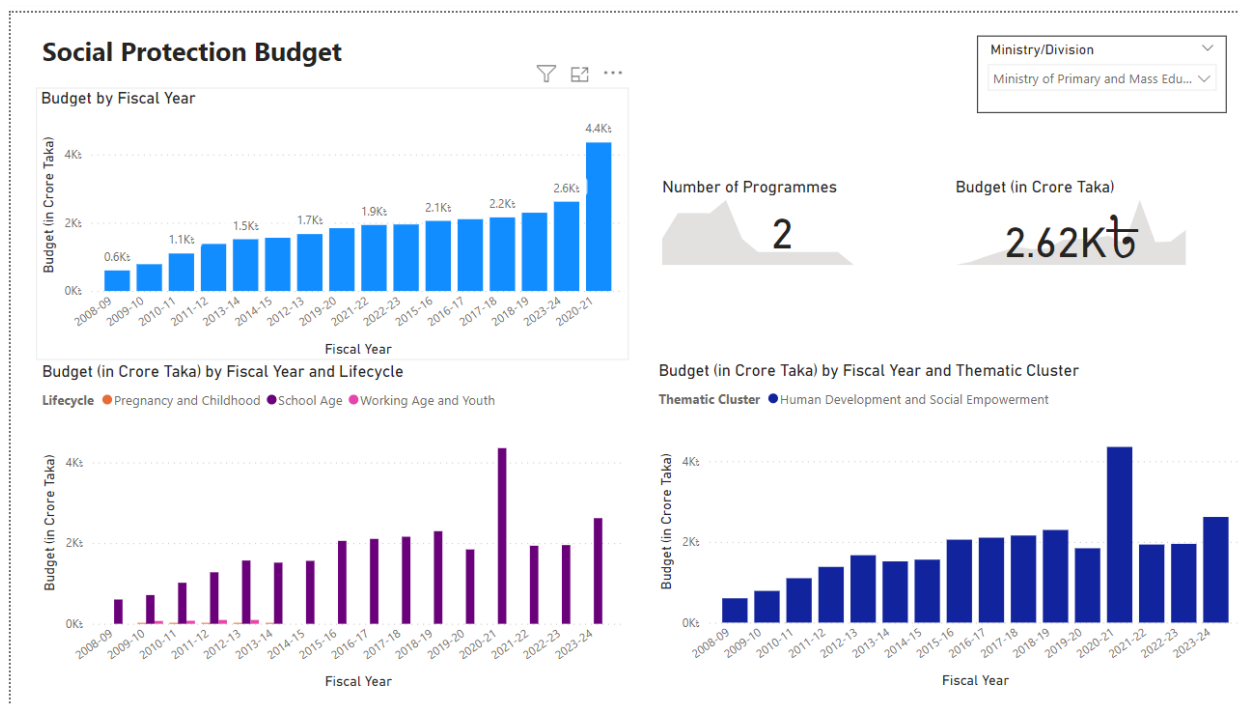 Social Protection Budget
Ministry/Division
Ministry of Primary and Mass Edu...
Budget by Fiscal Year
Budget (in Crore Taka)
4K৳
2K৳
0K৳
0.6K৳
1.1K৳
1.5K৳
1.7K৳
1.9K৳
2.1K৳
2.2K৳
2.6K৳
4.4K৳
2008-09
2009-10
2010-11
2011-12
2013-14
2014-15
2012-13
2019-20
2021-22
2022-23
2015-16
2016-17
2017-18
2018-19
2023-24
2020-21
Fiscal Year
Number of Programmes
2
Budget (in Crore Taka)
2.62K৳
Budget (in Crore Taka) by Fiscal Year and Lifecycle
Lifecycle Pregnancy and Childhood School Age Working Age and Youth
Budget (in Crore Taka)
4K৳
2K৳
0K৳
2008-09
2009-10
2010-11
2011-12
2012-13
2013-14
2014-15
2015-16
2016-17
2017-18
2018-19
2019-20
2020-21
2021-22
2022-23
2023-24
Fiscal Year
Budget (in Crore Taka) by Fiscal Year and Thematic Cluster
Thematic Cluster Human Development and Social Empowerment
Budget (in Crore Taka)
4K৳
2K৳
0K৳
2008-09
2009-10
2010-11
2011-12
2012-13
2013-14
2014-15
2015-16
2016-17
2017-18
2018-19
2019-20
2020-21
2021-22
2022-23
2023-24
Fiscal Year